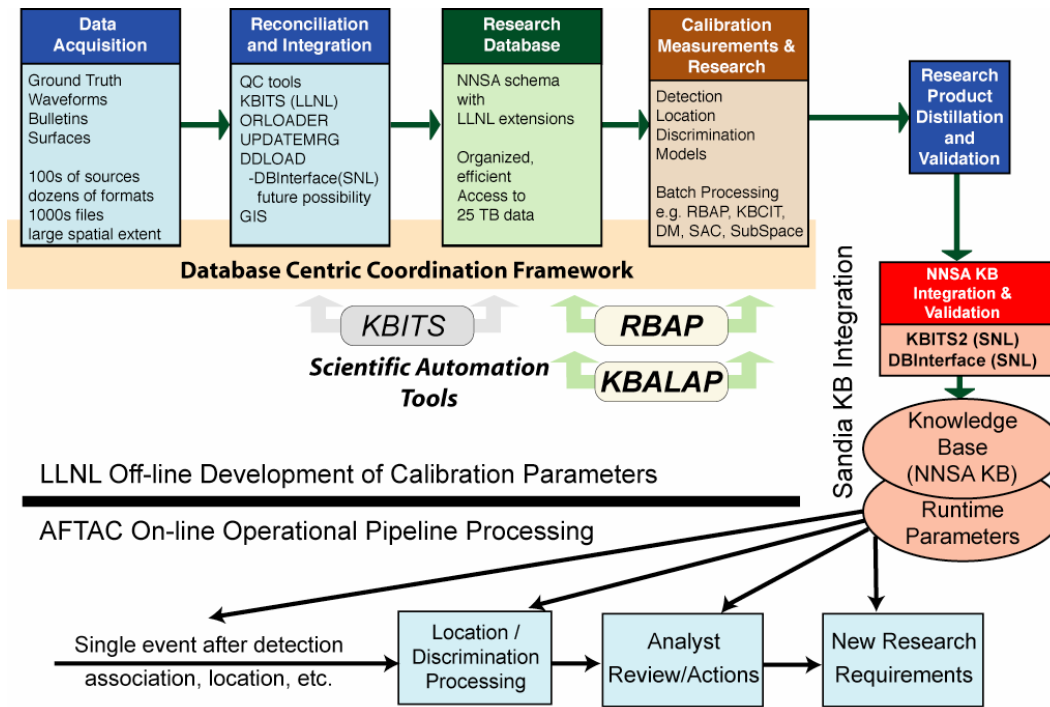 Data
Acquisition
Ground Truth
Waveforms
Bulletins
Surfaces
100s of sources
dozens of formats
1000s files
large spatial extent
Reconciliation
and Integration
QC tools
KBITS (LLNL)
ORLOADER
UPDATEMRG
DDLOAD
-DBInterface(SNL)
future possibility
GIS
Research
Database
NNSA schema
with
LLNL extensions
Organized,
efficient
Access to
25 TB data
Calibration
Measurements &
Research
Detection
Location
Discrimination
Models
Batch Processing
e.g. RBAP, KBCIT,
DM, SAC, SubSpace
Research
Product
Distillation
and
Validation
Database Centric Coordination Framework
KBITS
RBAP
Scientific Automation
Tools
KBALAP
Sandia KB Integration
NNSA KB
Integration &
Validation
KBITS2 (SNL)
DBInterface (SNL)
Knowledge
Base
(NNSA KB)
Runtime
Parameters
LLNL Off-line Development of Calibration Parameters
AFTAC On-line Operational Pipeline Processing
Single event after detection
association, location, etc.
Location /
Discrimination
Processing
Analyst
Review/Actions
New Research
Requirements